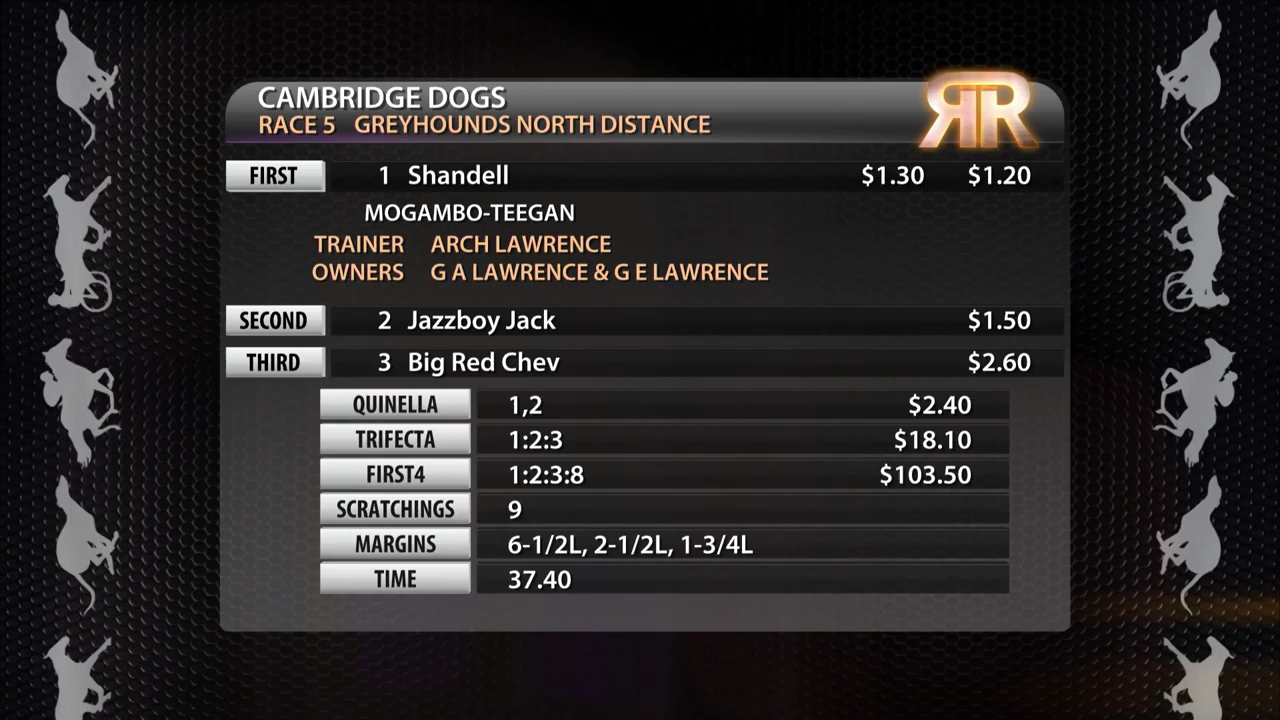 CAMBRIDGE DOGS
RACE 5 GREYHOUNDS NORTH DISTANCE
RR
FIRST 1 Shandell $1.30 $1.20
MOGAMBO-TEEGAN
TRAINER ARCH LAWRENCE
OWNERS G A LAWRENCE & G E LAWRENCE
SECOND 2 Jazzboy Jack $1.50
THIRD 3 Big Red Chev $2.60
QUINELLA 1,2 $2.40
TRIFECTA 1:2:3 $18.10
FIRST4 1:2:3:8 $103.50
SCRATCHINGS 9
MARGINS 6-1/2L, 2-1/2L, 1-3/4L
TIME 37.40